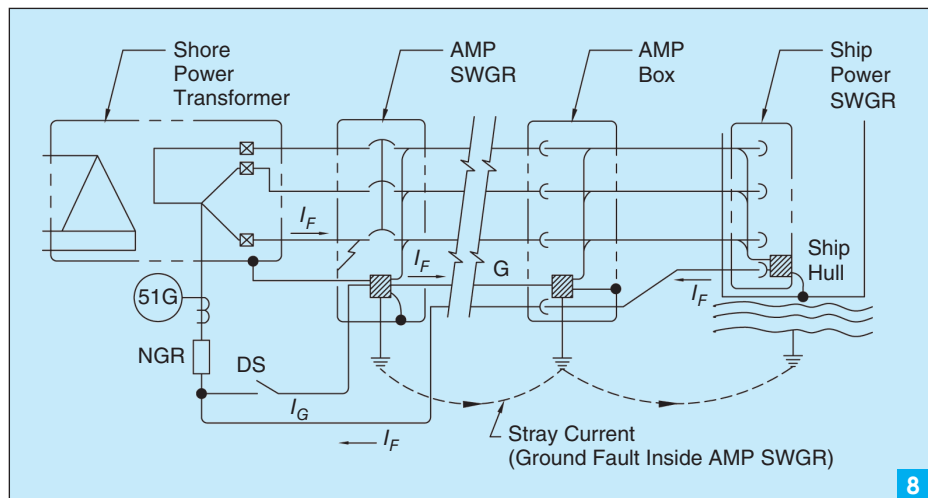 Shore
Power
Transformer
AMP
SWGR
AMP
Box
Ship
Power
SWGR
I_F
I_F
G
Ship
Hull
I_F
51G
NGR
DS
I_G
I_F
Stray Current
(Ground Fault Inside AMP SWGR)
8